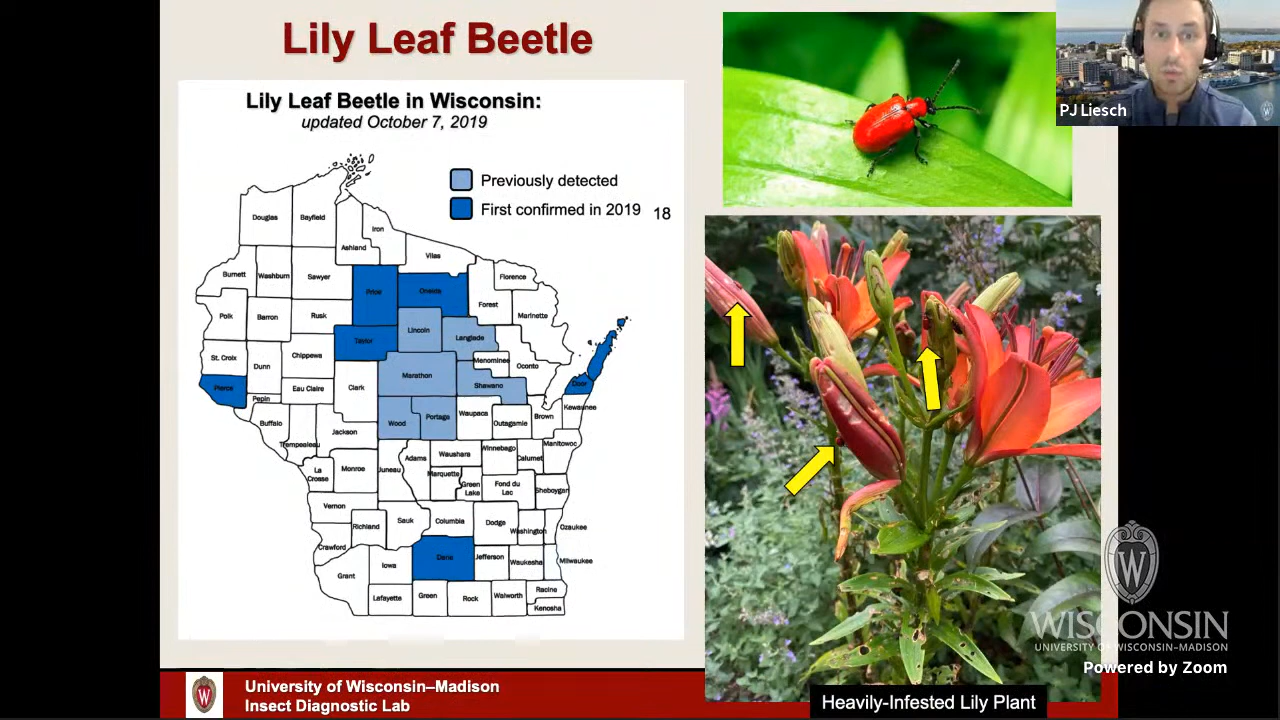 Lily Leaf Beetle
PJ Liesch
Lily Leaf Beetle in Wisconsin:
updated October 7, 2019
Previously detected
First confirmed in 2019
18
Douglas
Bayfield
Iron
Ashland
Vilas
Burnett
Washburn
Sawyer
Price
Oneida
Florence
Forest
Marinette
Polk
Barron
Rusk
Lincoln
Langlade
Taylor
St. Croix
Dunn
Chippewa
Menominee
Oconto
Marathon
Shawano
Door
Pierce
Pepin
Eau Claire
Clark
Buffalo
Trempealeau
Jackson
Wood
Portage
Waupaca
Outagamie
Brown
Kewaunee
Manitowoc
La
Crosse
Monroe
Juneau
Adams
Waushara
Winnebago
Calumet
Marquette
Green
Lake
Fond du
Lac
Sheboygan
Vernon
Richland
Sauk
Columbia
Dodge
Washington
Ozaukee
Crawford
Iowa
Dane
Jefferson
Waukesha
Milwaukee
Grant
Lafayette
Green
Rock
Walworth
Racine
Kenosha
W
WISCONSIN
UNIVERSITY OF WISCONSIN–MADISON
Powered by Zoom
University of Wisconsin–Madison
Insect Diagnostic Lab
Heavily-Infested Lily Plant